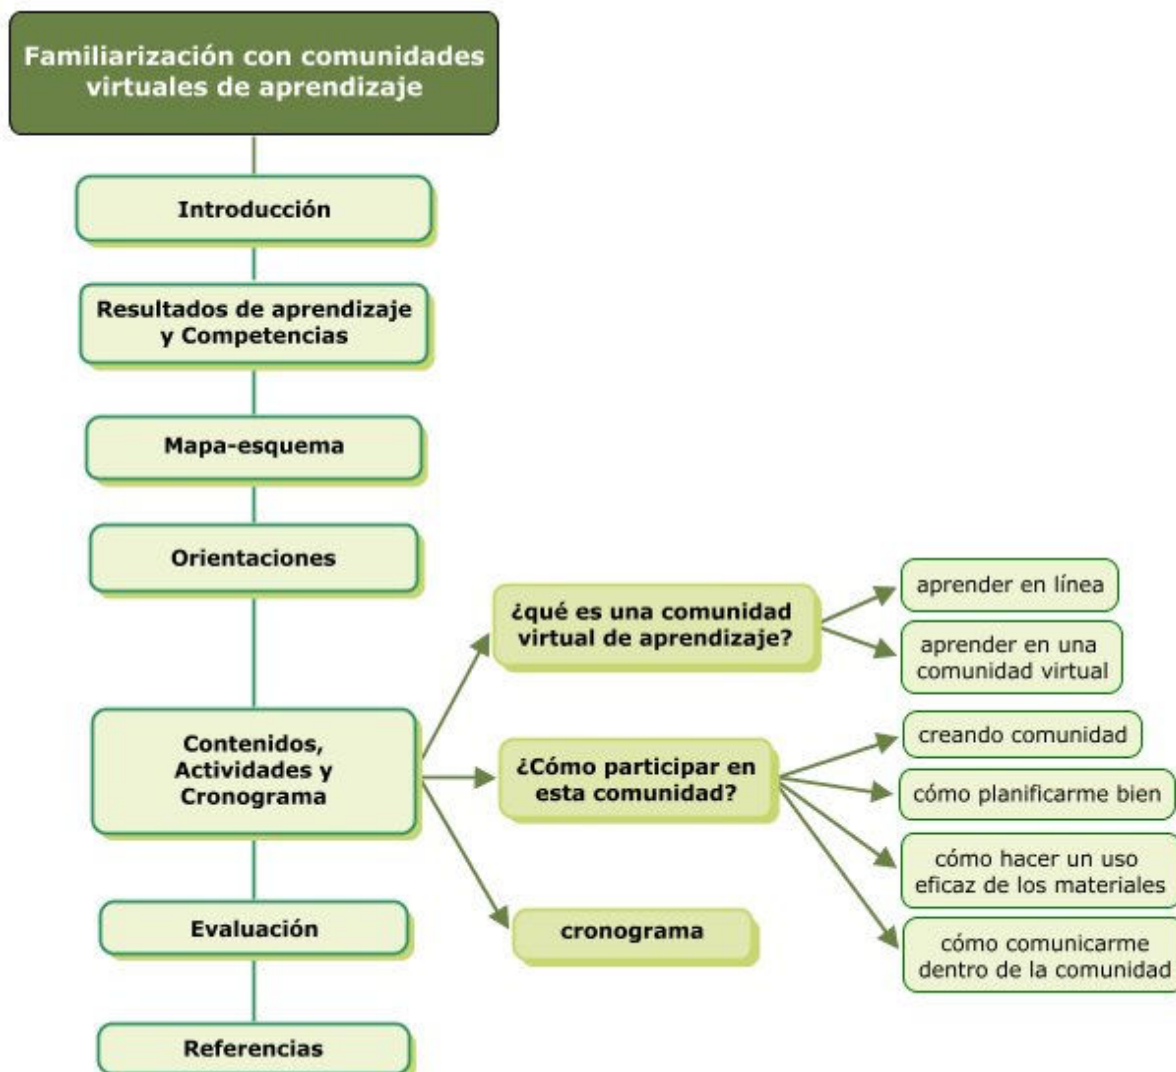 Familiarización con comunidades
virtuales de aprendizaje
Introducción
Resultados de aprendizaje
y Competencias
Mapa-esquema
Orientaciones
Contenidos,
Actividades y
Cronograma
¿qué es una comunidad
virtual de aprendizaje?
aprender en línea
aprender en una
comunidad virtual
¿Cómo participar en
esta comunidad?
creando comunidad
cómo planificarme bien
cómo hacer un uso
eficaz de los materiales
cómo comunicarme
dentro de la comunidad
cronograma
Evaluación
Referencias